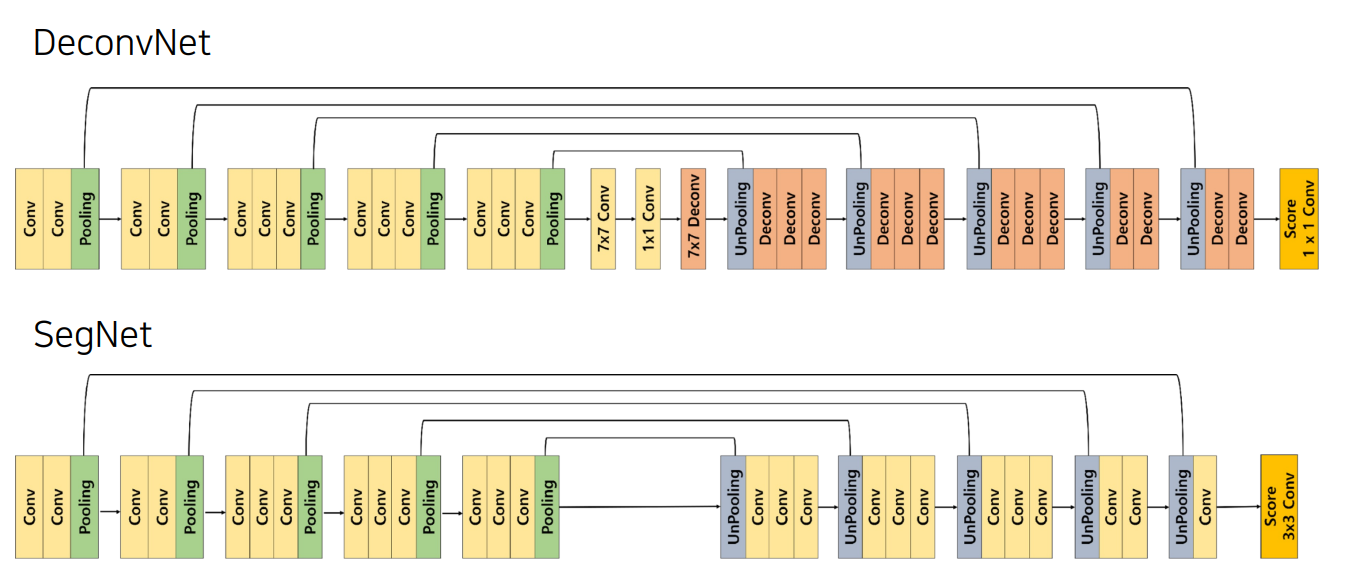 DeconvNet
Conv
Conv
Pooling
Conv
Conv
Pooling
Conv
Conv
Conv
Pooling
Conv
Conv
Conv
Pooling
Conv
Conv
Conv
Pooling
7x7 Conv
1x1 Conv
7x7 Deconv
UnPooling
Deconv
Deconv
Deconv
UnPooling
Deconv
Deconv
Deconv
UnPooling
Deconv
Deconv
Deconv
UnPooling
Deconv
Deconv
UnPooling
Deconv
Deconv
Score
1 x 1 Conv
SegNet
Conv
Conv
Pooling
Conv
Conv
Pooling
Conv
Conv
Conv
Pooling
Conv
Conv
Conv
Pooling
Conv
Conv
Conv
Pooling
UnPooling
Conv
Conv
Conv
UnPooling
Conv
Conv
Conv
UnPooling
Conv
Conv
Conv
UnPooling
Conv
Conv
UnPooling
Conv
Score
3x3 Conv